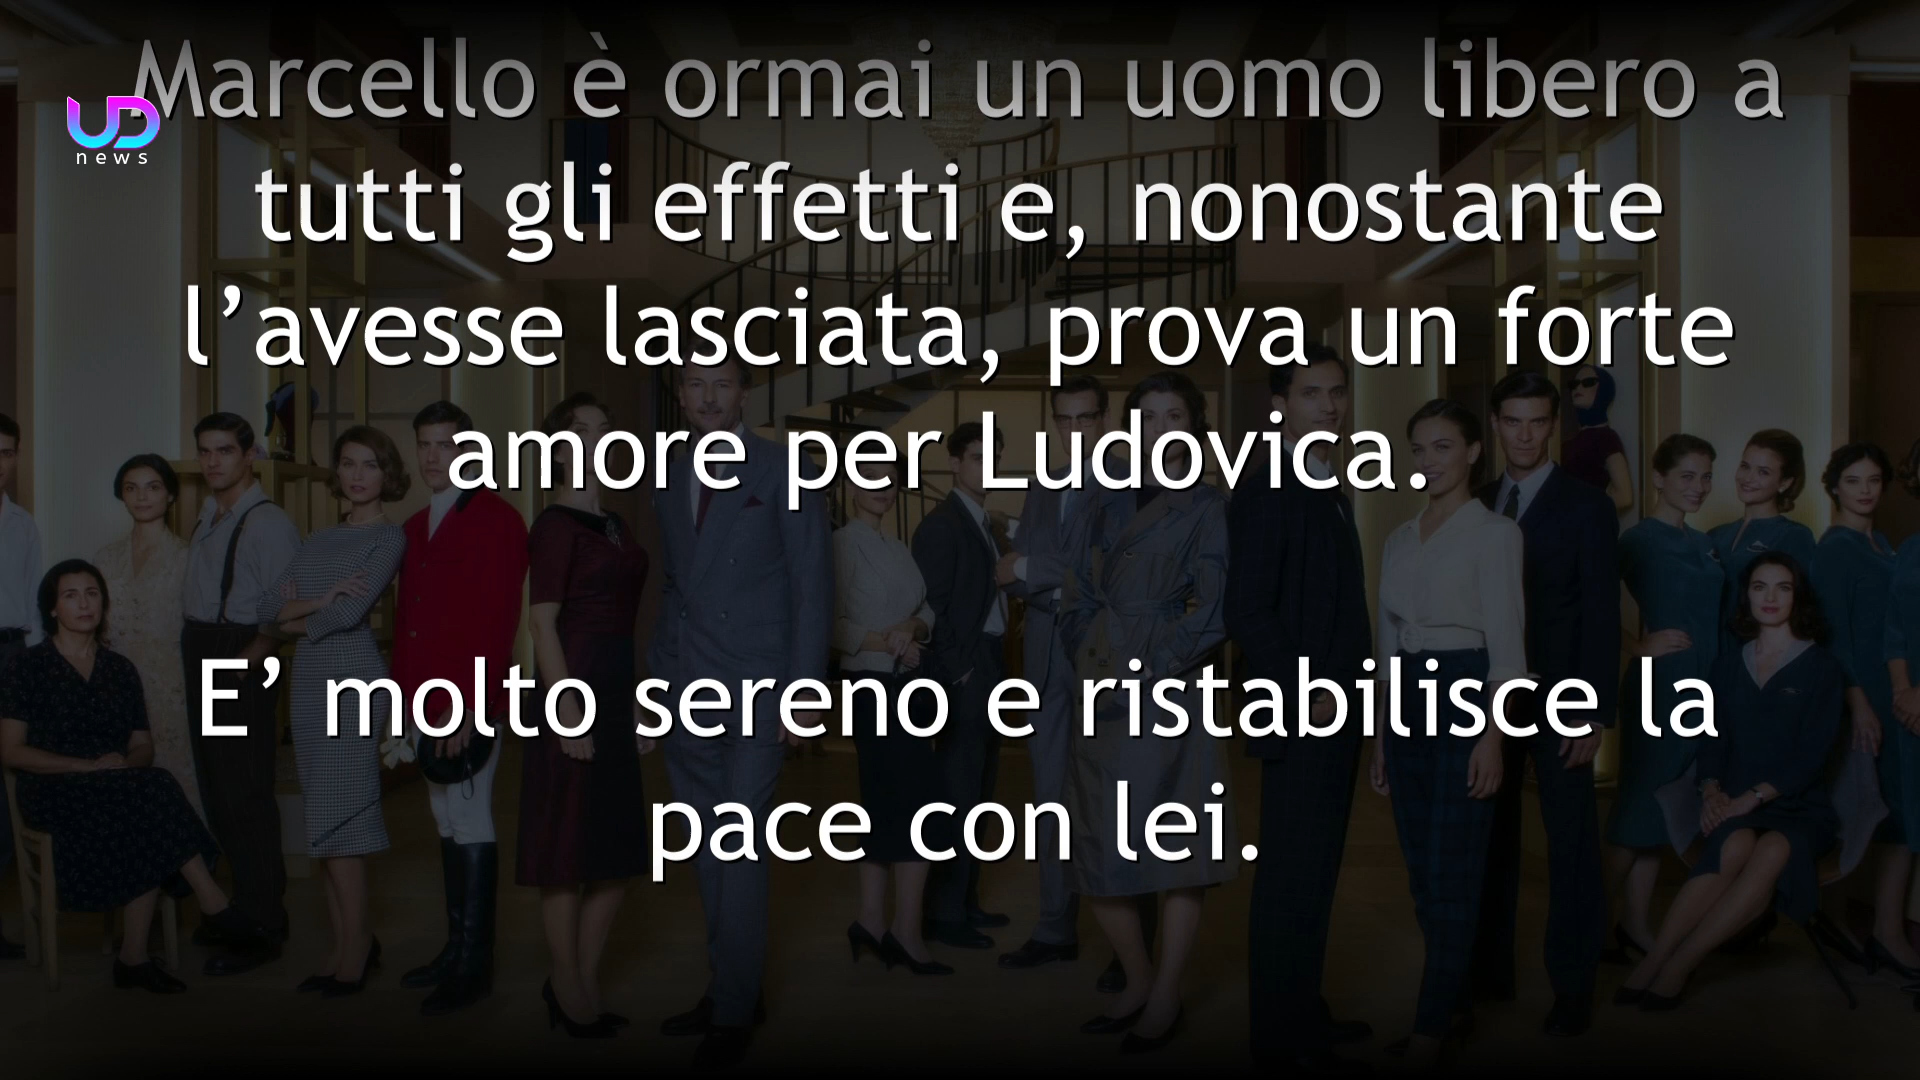 Marcello è ormai un uomo libero a
UD
news
tutti gli effetti e, nonostante
l’avesse lasciata, prova un forte
amore per Ludovica.
E’ molto sereno e ristabilisce la
pace con lei.